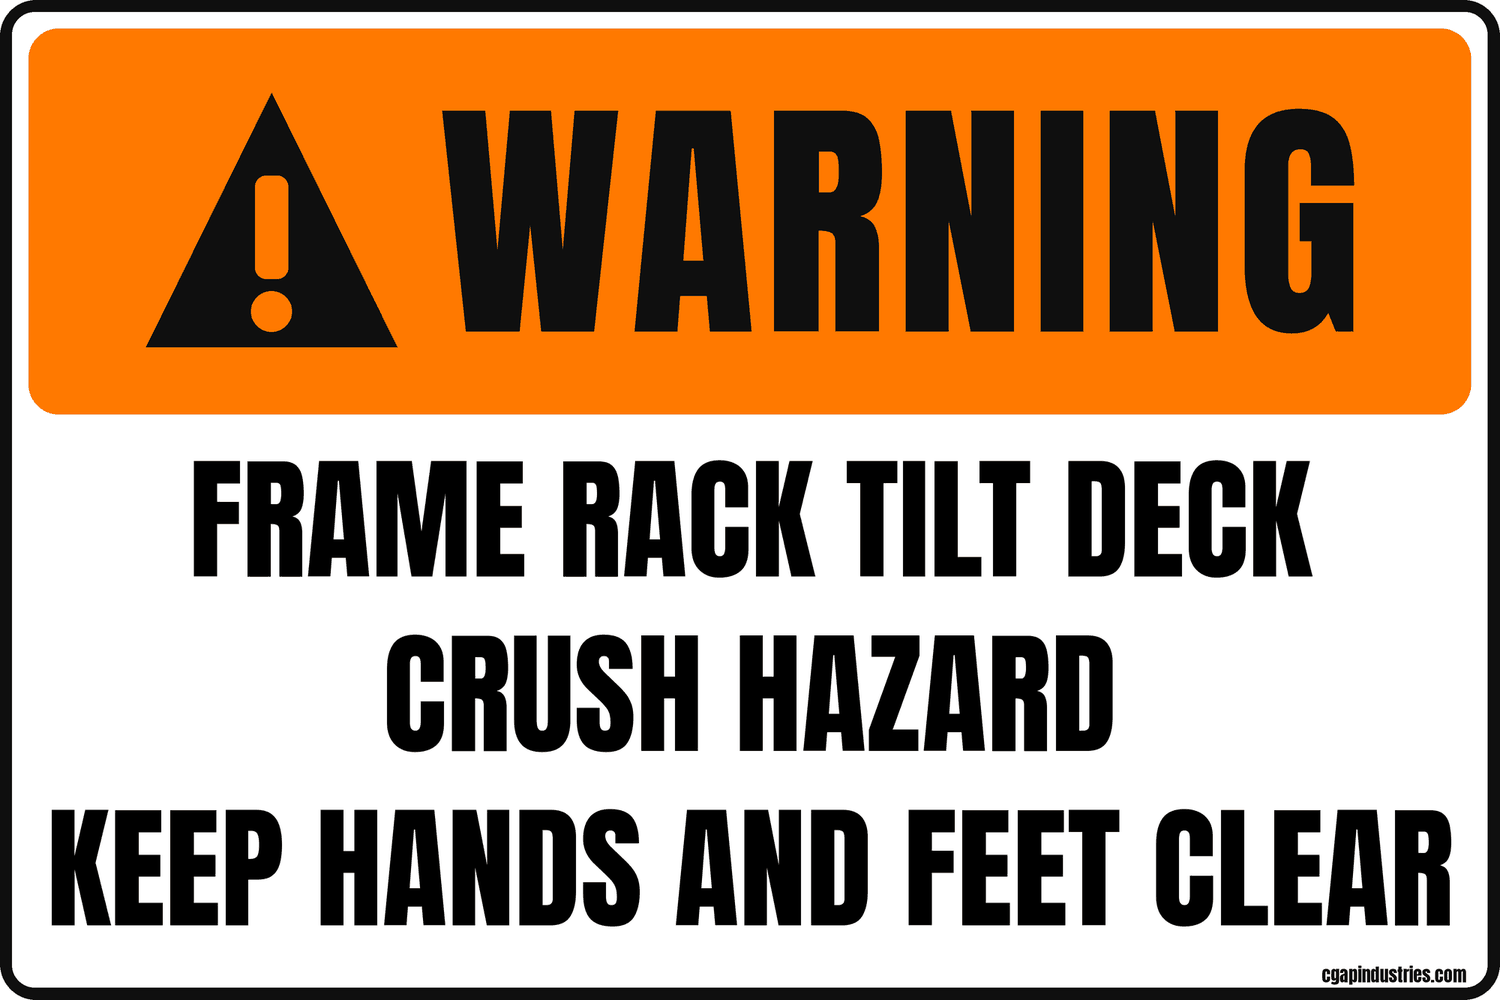 WARNING
FRAME RACK TILT DECK
CRUSH HAZARD
KEEP HANDS AND FEET CLEAR
cgapindustries.com